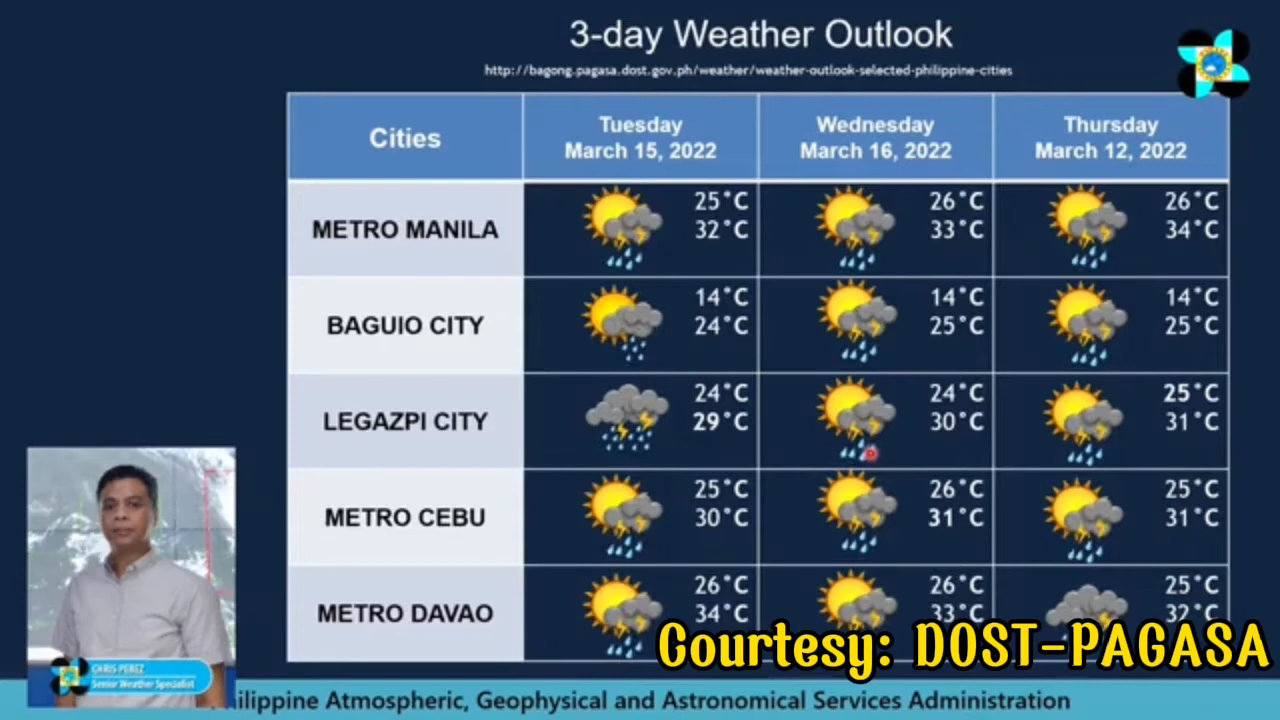 3-day Weather Outlook
http://bagong.pagasa.dost.gov.ph/weather/weather-outlook-selected-philippine-cities
Cities
Tuesday
March 15, 2022
Wednesday
March 16, 2022
Thursday
March 12, 2022
METRO MANILA
25°C
32°C
26°C
33°C
26°C
34°C
BAGUIO CITY
14°C
24°C
14°C
25°C
14°C
25°C
LEGAZPI CITY
24°C
29°C
24°C
30°C
25°C
31°C
METRO CEBU
25°C
30°C
26°C
31°C
25°C
31°C
METRO DAVAO
26°C
34°C
26°C
33°C
25°C
32°C
Courtesy: DOST-PAGASA
CHRIS PEREZ
Senior Weather Specialist
hilippine Atmospheric, Geophysical and Astronomical Services Administration